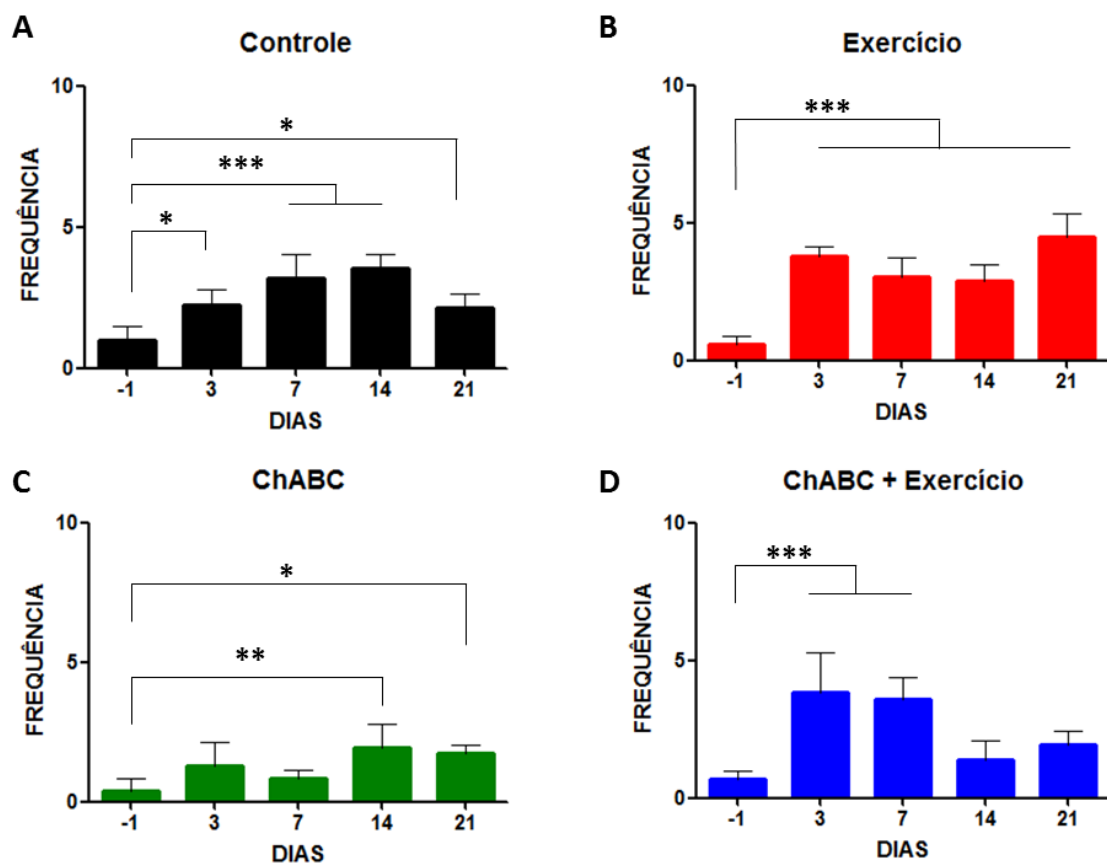 A
Controle
10
5
0
FREQUÊNCIA
*
***
*
-1 3 7 14 21
DIAS
B
Exercício
10
5
0
FREQUÊNCIA
***
-1 3 7 14 21
DIAS
C
ChABC
10
5
0
FREQUÊNCIA
*
**
-1 3 7 14 21
DIAS
D
ChABC + Exercício
10
5
0
FREQUÊNCIA
***
-1 3 7 14 21
DIAS